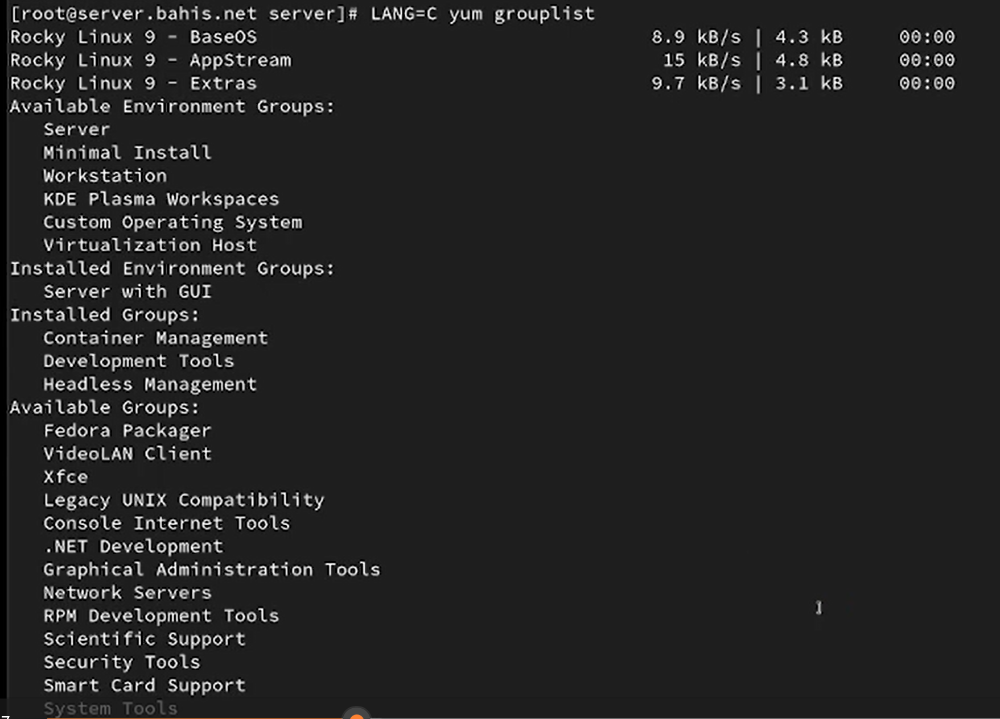 [root@server.bahis.net server]# LANG=C yum grouplist
Rocky Linux 9 - BaseOS 8.9 kB/s | 4.3 kB 00:00
Rocky Linux 9 - AppStream 15 kB/s | 4.8 kB 00:00
Rocky Linux 9 - Extras 9.7 kB/s | 3.1 kB 00:00
Available Environment Groups:
Server
Minimal Install
Workstation
KDE Plasma Workspaces
Custom Operating System
Virtualization Host
Installed Environment Groups:
Server with GUI
Installed Groups:
Container Management
Development Tools
Headless Management
Available Groups:
Fedora Packager
VideoLAN Client
Xfce
Legacy UNIX Compatibility
Console Internet Tools
.NET Development
Graphical Administration Tools
Network Servers
RPM Development Tools
Scientific Support
Security Tools
Smart Card Support
System Tools